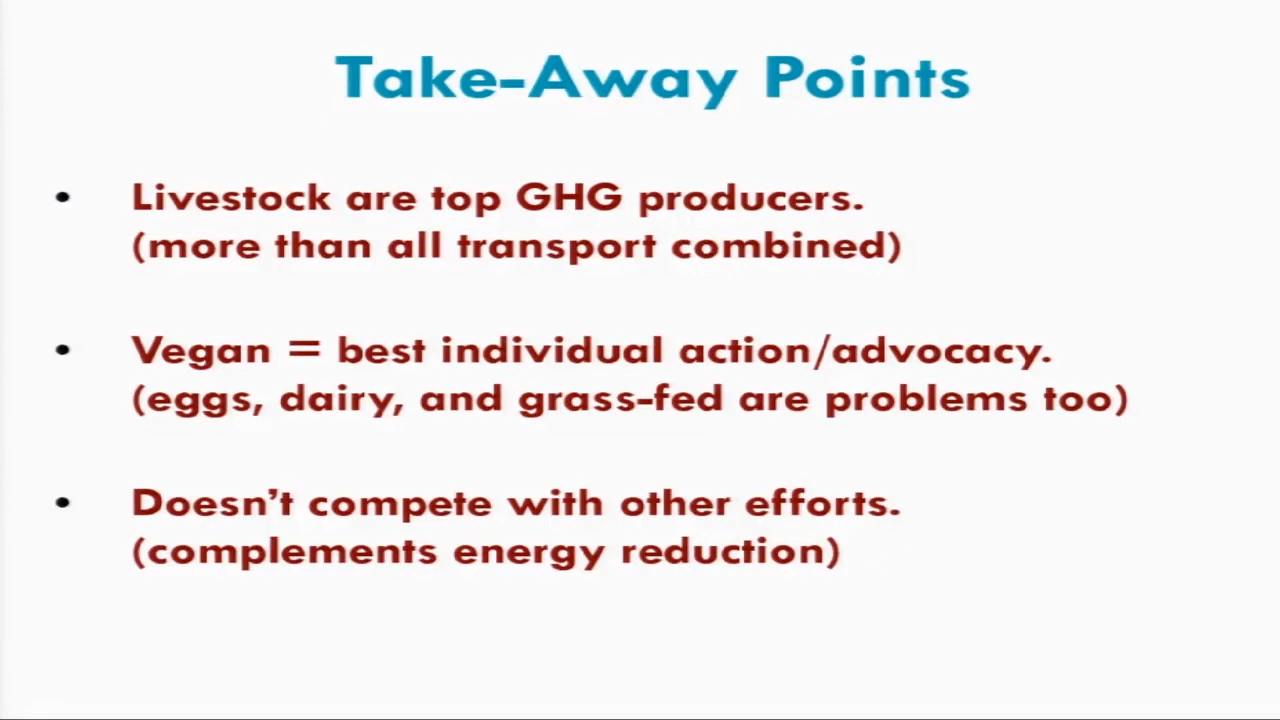 Take-Away Points
• Livestock are top GHG producers.
(more than all transport combined)
• Vegan = best individual action/advocacy.
(eggs, dairy, and grass-fed are problems too)
• Doesn’t compete with other efforts.
(complements energy reduction)